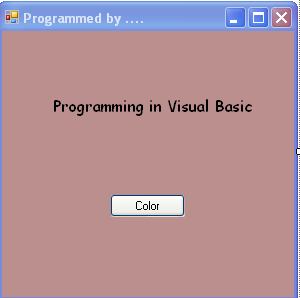 Programmed by ....
Programming in Visual Basic
Color